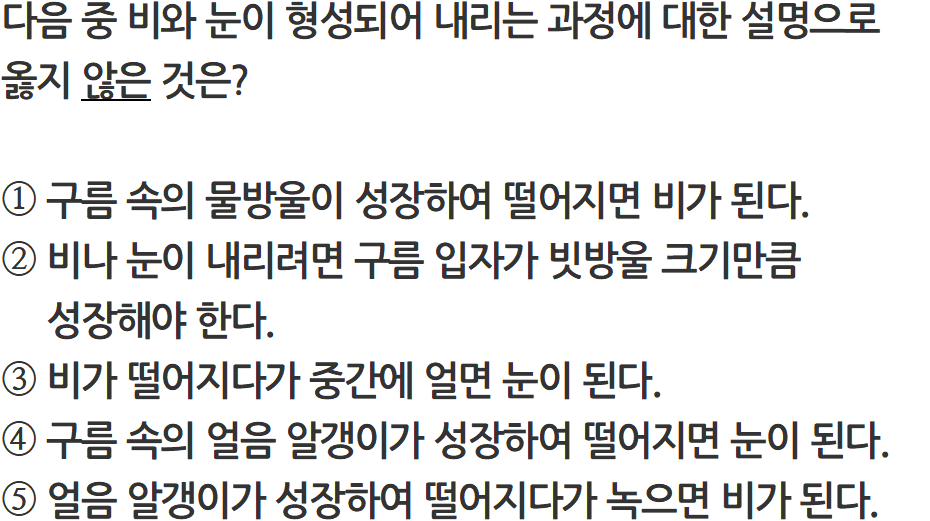 다음 중 비와 눈이 형성되어 내리는 과정에 대한 설명으로
옳지 않은 것은?
① 구름 속의 물방울이 성장하여 떨어지면 비가 된다.
② 비나 눈이 내리려면 구름 입자가 빗방울 크기만큼
성장해야 한다.
③ 비가 떨어지다가 중간에 얼면 눈이 된다.
④ 구름 속의 얼음 알갱이가 성장하여 떨어지면 눈이 된다.
⑤ 얼음 알갱이가 성장하여 떨어지다가 녹으면 비가 된다.